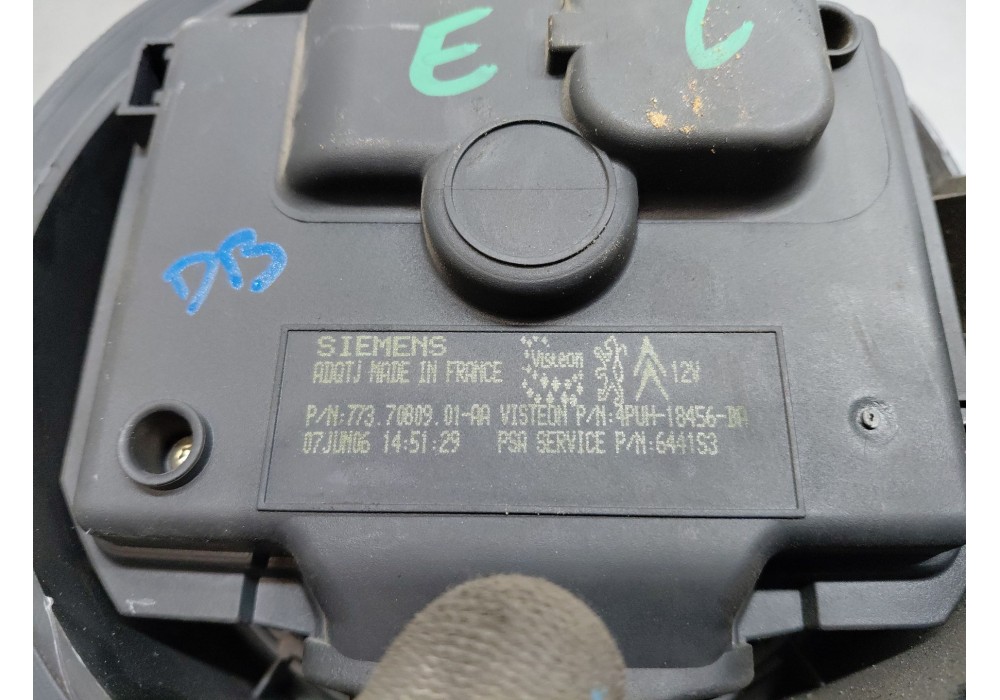 E L
DB
SIEMENS
Visteon
ADATJ MADE IN FRANCE
12V
P/N:773.70809.01-AA VISTEON P/N:4PUH-18456-DA
07JUN06 14:51:29 PSA SERVICE P/N:6441S3